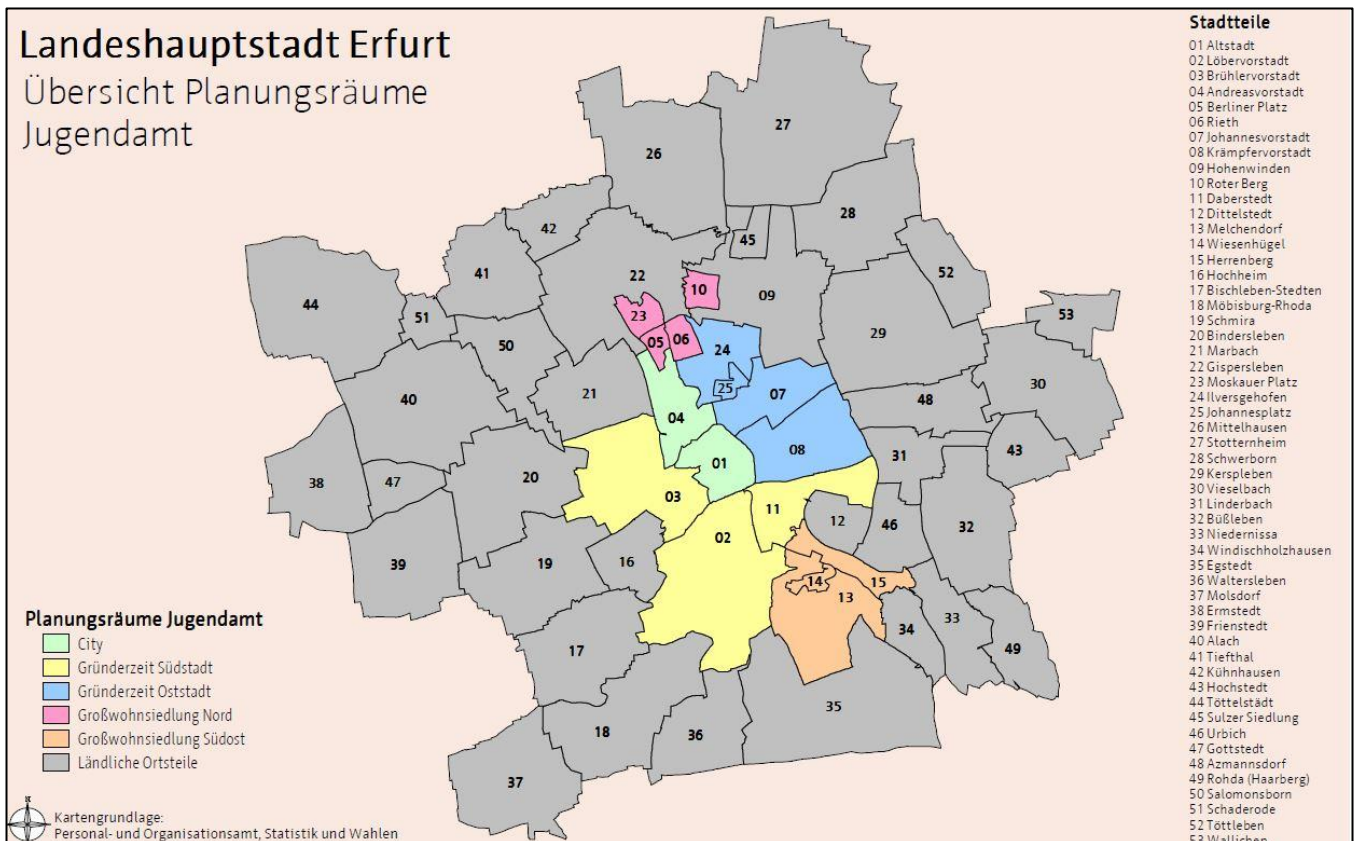 Landeshauptstadt Erfurt
Übersicht Planungsräume
Jugendamt
Stadtteile
01 Altstadt
02 Löbervorstadt
03 Brühlervorstadt
04 Andreasvorstadt
05 Berliner Platz
06 Rieth
07 Johannesvorstadt
08 Krämpfervorstadt
09 Hohenwinden
10 Roter Berg
11 Daberstedt
12 Dittelstedt
13 Melchendorf
14 Wiesenhügel
15 Herrenberg
16 Hochheim
17 Bischleben-Stedten
18 Möbisburg-Rhoda
19 Schmira
20 Bindersleben
21 Marbach
22 Gispersleben
23 Moskauer Platz
24 Ilversgehofen
25 Johannesplatz
26 Mittelhausen
27 Stotternheim
28 Schwerborn
29 Kerspleben
30 Vieselbach
31 Linderbach
32 Büßleben
33 Niedernissa
34 Windischholzhausen
35 Egstedt
36 Waltersleben
37 Molsdorf
38 Ermstedt
39 Frienstedt
40 Alach
41 Tiefthal
42 Kühnhausen
43 Hochstedt
44 Töttelstädt
45 Sulzer Siedlung
46 Urbich
47 Gottstedt
48 Azmannsdorf
49 Rohda (Haarberg)
50 Salomonsborn
51 Schaderode
52 Töttleben
53 Wallichen
27
26
28
42
45
52
41
22
44
10
09
53
51
23
29
50
05
06
24
30
25
21
07
40
48
04
08
43
31
01
38
47
20
03
11
12
46
32
02
39
19
16
14
15
13
34
33
49
17
35
18
36
37
Planungsräume Jugendamt
City
Gründerzeit Südstadt
Gründerzeit Oststadt
Großwohnsiedlung Nord
Großwohnsiedlung Südost
Ländliche Ortsteile
N
Kartengrundlage:
Personal- und Organisationsamt, Statistik und Wahlen